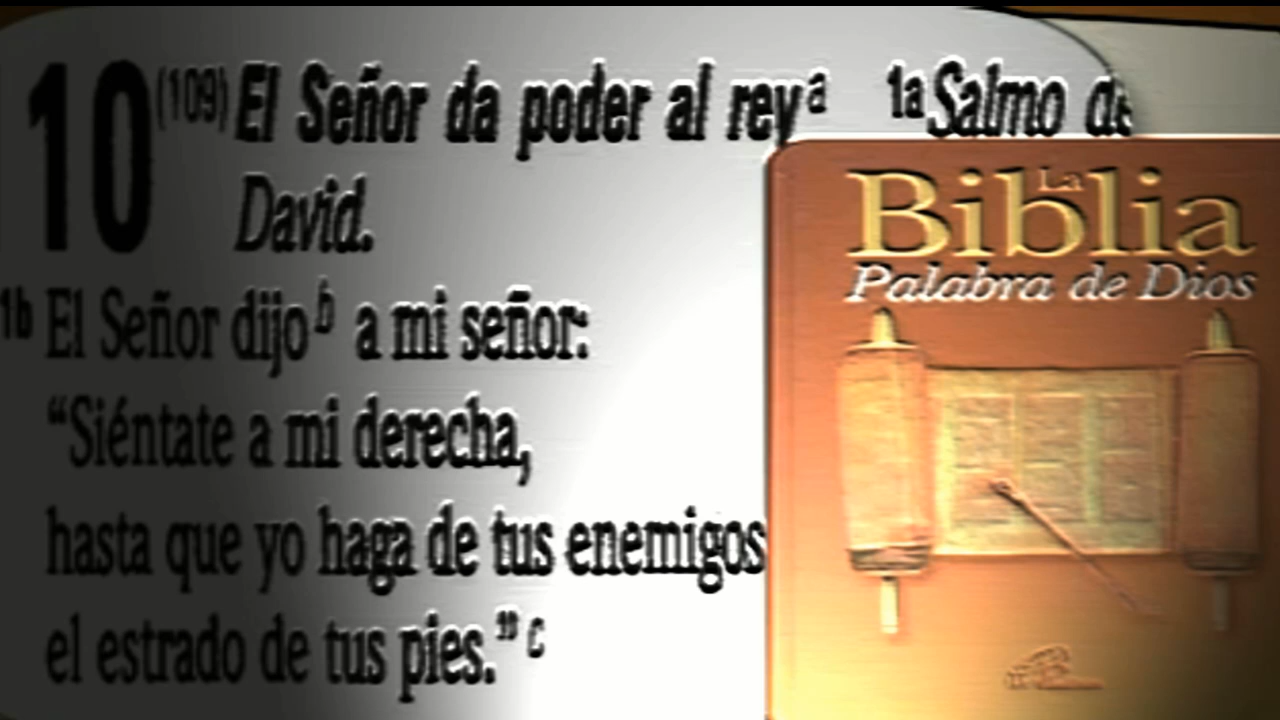 10 (109) El Señor da poder al rey a 1a Salmo de
David.
1b El Señor dijo b a mi señor:
“Siéntate a mi derecha,
hasta que yo haga de tus enemigos
el estrado de tus pies.” c
La
Biblia
Palabra de Dios